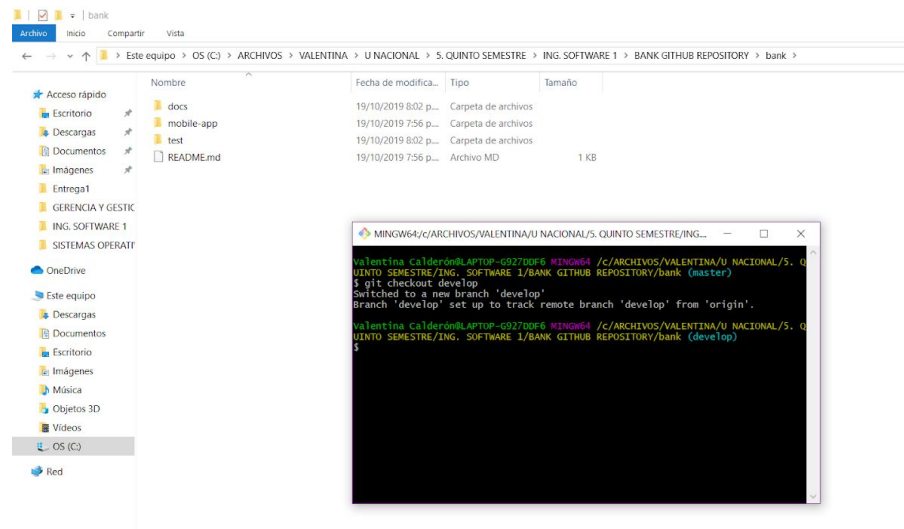 bank
Archivo Inicio Compartir Vista
Este equipo > OS (C:) > ARCHIVOS > VALENTINA > U NACIONAL > 5. QUINTO SEMESTRE > ING. SOFTWARE 1 > BANK GITHUB REPOSITORY > bank >
Nombre Fecha de modifica... Tipo Tamaño
Acceso rápido
Escritorio
Descargas
Documentos
Imágenes
Entrega1
GERENCIA Y GESTIC
ING. SOFTWARE 1
SISTEMAS OPERATI
OneDrive
Este equipo
Descargas
Documentos
Escritorio
Imágenes
Música
Objetos 3D
Vídeos
OS (C:)
Red
docs 19/10/2019 8:02 p.... Carpeta de archivos
mobile-app 19/10/2019 7:56 p.... Carpeta de archivos
test 19/10/2019 8:02 p.... Carpeta de archivos
README.md 19/10/2019 7:56 p.... Archivo MD 1 KB
MINGW64:/c/ARCHIVOS/VALENTINA/U NACIONAL/5. QUINTO SEMESTRE/ING....
Valentina Calderón@LAPTOP-G927DDF6 MINGW64 /c/ARCHIVOS/VALENTINA/U NACIONAL/5. Q
UINTO SEMESTRE/ING. SOFTWARE 1/BANK GITHUB REPOSITORY/bank (master)
$ git checkout develop
Switched to a new branch 'develop'
Branch 'develop' set up to track remote branch 'develop' from 'origin'.
Valentina Calderón@LAPTOP-G927DDF6 MINGW64 /c/ARCHIVOS/VALENTINA/U NACIONAL/5. Q
UINTO SEMESTRE/ING. SOFTWARE 1/BANK GITHUB REPOSITORY/bank (develop)
$